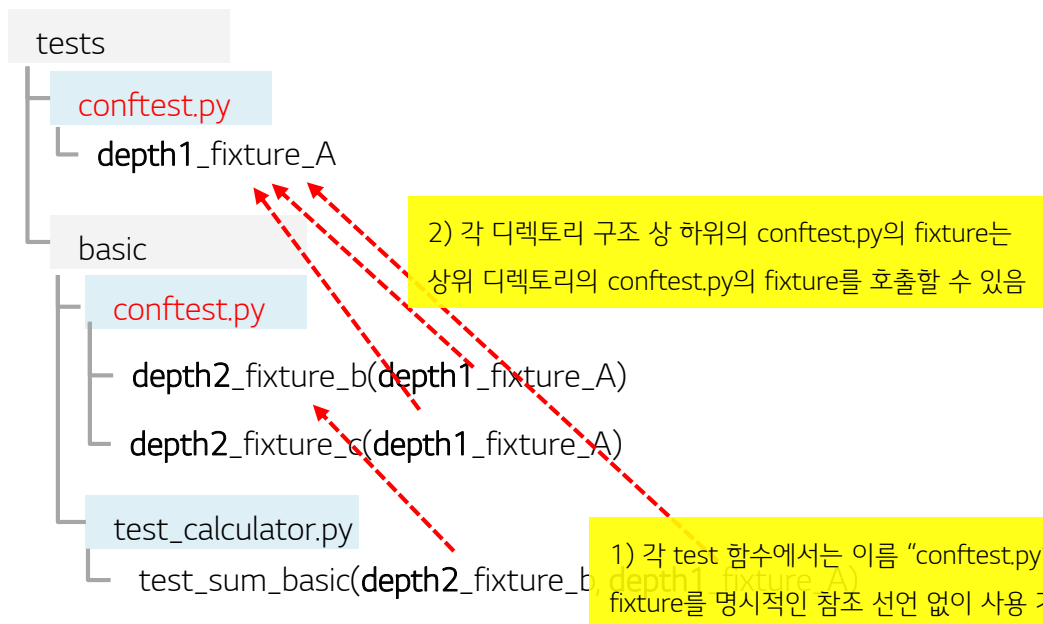 tests
conftest.py
depth1_fixture_A
2) 각 디렉토리 구조 상 하위의 conftest.py의 fixture는
상위 디렉토리의 conftest.py의 fixture를 호출할 수 있음
basic
conftest.py
depth2_fixture_b(depth1_fixture_A)
depth2_fixture_c(depth1_fixture_A)
test_calculator.py
test_sum_basic(depth2_fixture_b, depth1_fixture_A)
1) 각 test 함수에서는 이름 “conftest.py
fixture를 명시적인 참조 선언 없이 사용